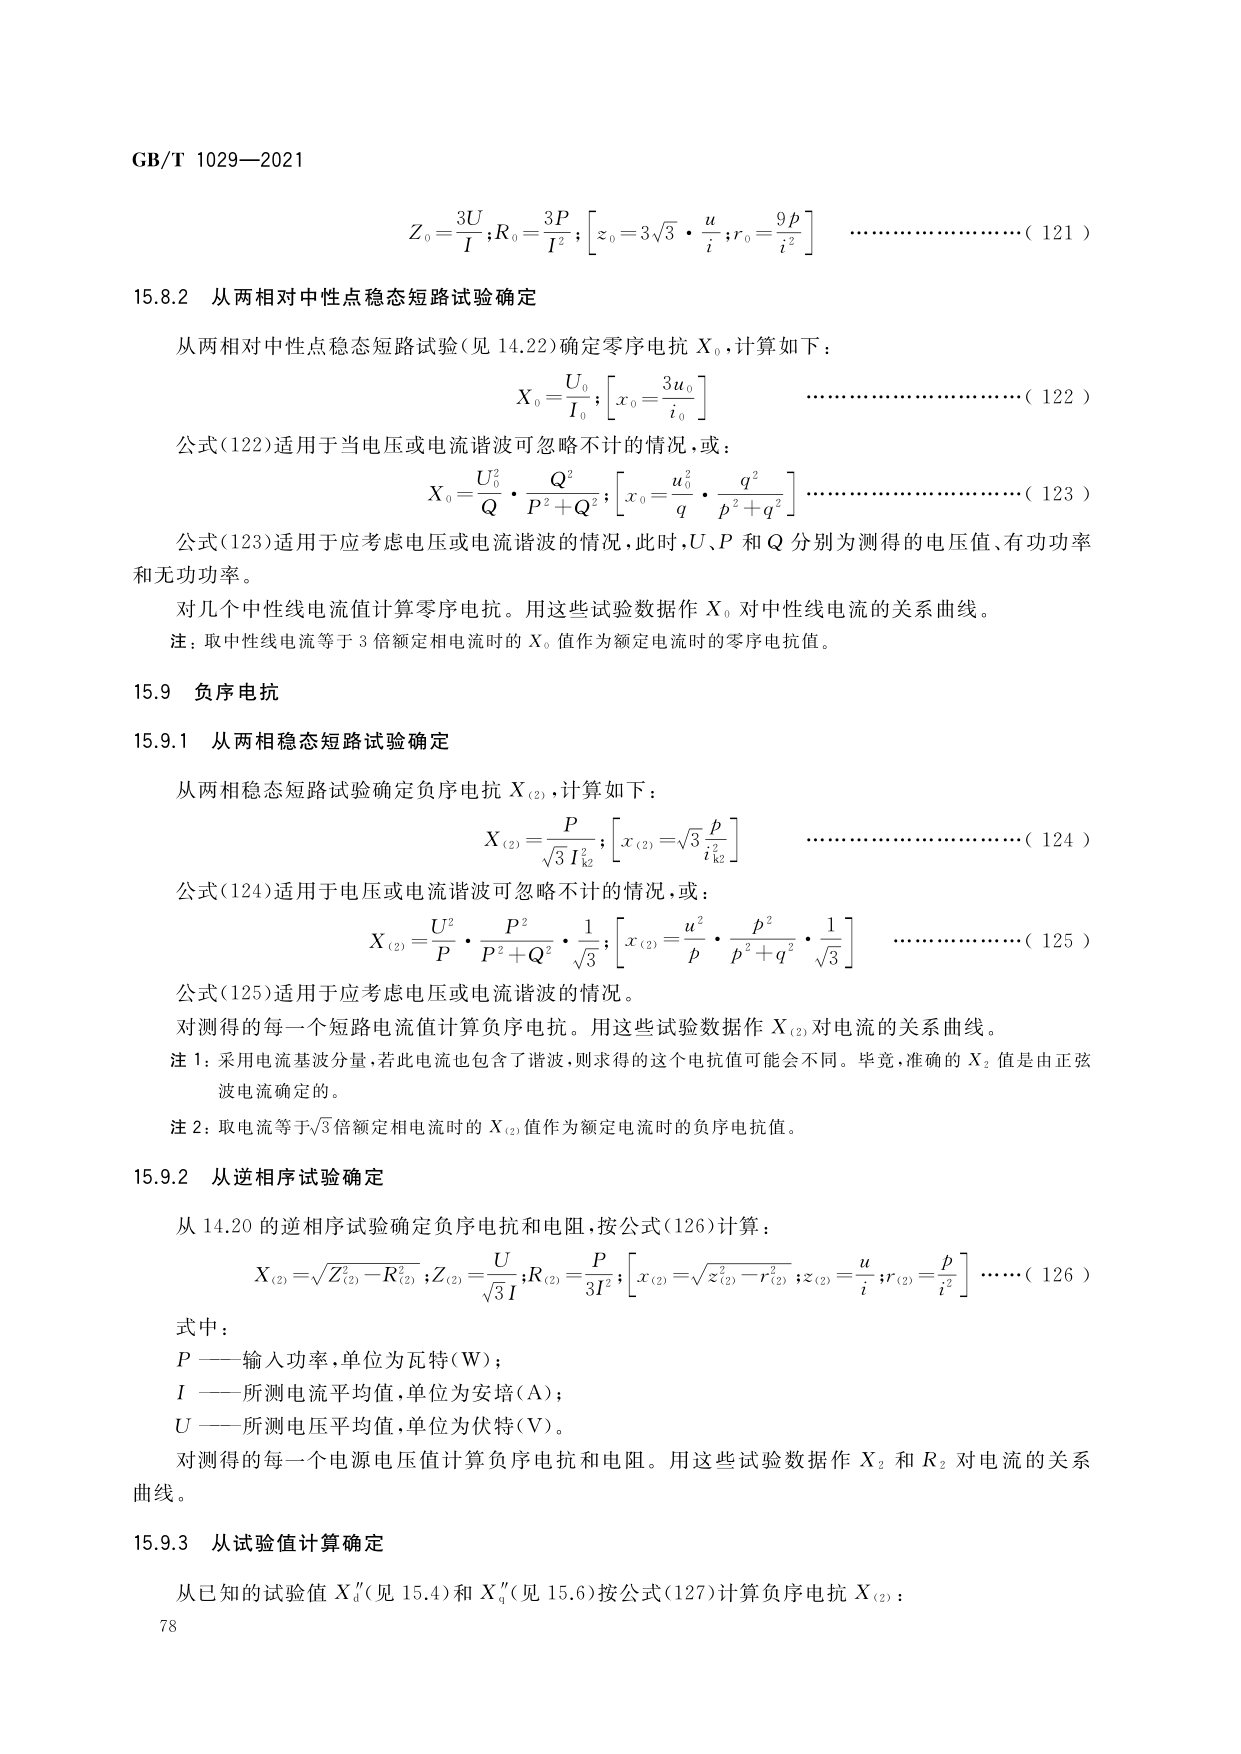 GB/T 1029—2021
Z₀=3U/I;R₀=3P/I²;[z₀=3√3·u/i;r₀=9p/i²] ……………………( 121 )
15.8.2 从两相对中性点稳态短路试验确定
从两相对中性点稳态短路试验(见 14.22)确定零序电抗 X₀,计算如下:
X₀=U₀/I₀;[x₀=3u₀/i₀] …………………………( 122 )
公式(122)适用于当电压或电流谐波可忽略不计的情况,或:
X₀=U₀²/Q·Q²/(P²+Q²);[x₀=u₀²/q·q²/(p²+q²)] …………………………( 123 )
公式(123)适用于应考虑电压或电流谐波的情况,此时,U、P 和 Q 分别为测得的电压值、有功功率
和无功功率。
对几个中性线电流值计算零序电抗。用这些试验数据作 X₀ 对中性线电流的关系曲线。
注: 取中性线电流等于 3 倍额定相电流时的 X₀ 值作为额定电流时的零序电抗值。
15.9 负序电抗
15.9.1 从两相稳态短路试验确定
从两相稳态短路试验确定负序电抗 X₍₂₎,计算如下:
X₍₂₎=P/(√3I²k2);[x₍₂₎=√3p/i²k2] …………………………( 124 )
公式(124)适用于电压或电流谐波可忽略不计的情况,或:
X₍₂₎=U²/P·P²/(P²+Q²)·1/√3;[x₍₂₎=u²/p·p²/(p²+q²)·1/√3] ………………( 125 )
公式(125)适用于应考虑电压或电流谐波的情况。
对测得的每一个短路电流值计算负序电抗。用这些试验数据作 X₍₂₎对电流的关系曲线。
注 1: 采用电流基波分量,若此电流也包含了谐波,则求得的这个电抗值可能会不同。毕竟,准确的 X₂ 值是由正弦
波电流确定的。
注 2: 取电流等于√3倍额定相电流时的 X₍₂₎值作为额定电流时的负序电抗值。
15.9.2 从逆相序试验确定
从 14.20 的逆相序试验确定负序电抗和电阻,按公式(126)计算:
X₍₂₎=√(Z²₍₂₎−R²₍₂₎);Z₍₂₎=U/(√3I);R₍₂₎=P/3I²;[x₍₂₎=√(z²₍₂₎−r²₍₂₎);z₍₂₎=u/i;r₍₂₎=p/i²] ……( 126 )
式中:
P ——输入功率,单位为瓦特(W);
I ——所测电流平均值,单位为安培(A);
U ——所测电压平均值,单位为伏特(V)。
对测得的每一个电源电压值计算负序电抗和电阻。用这些试验数据作 X₂ 和 R₂ 对电流的关系
曲线。
15.9.3 从试验值计算确定
从已知的试验值 X″d(见 15.4)和 X″q(见 15.6)按公式(127)计算负序电抗 X₍₂₎:
78